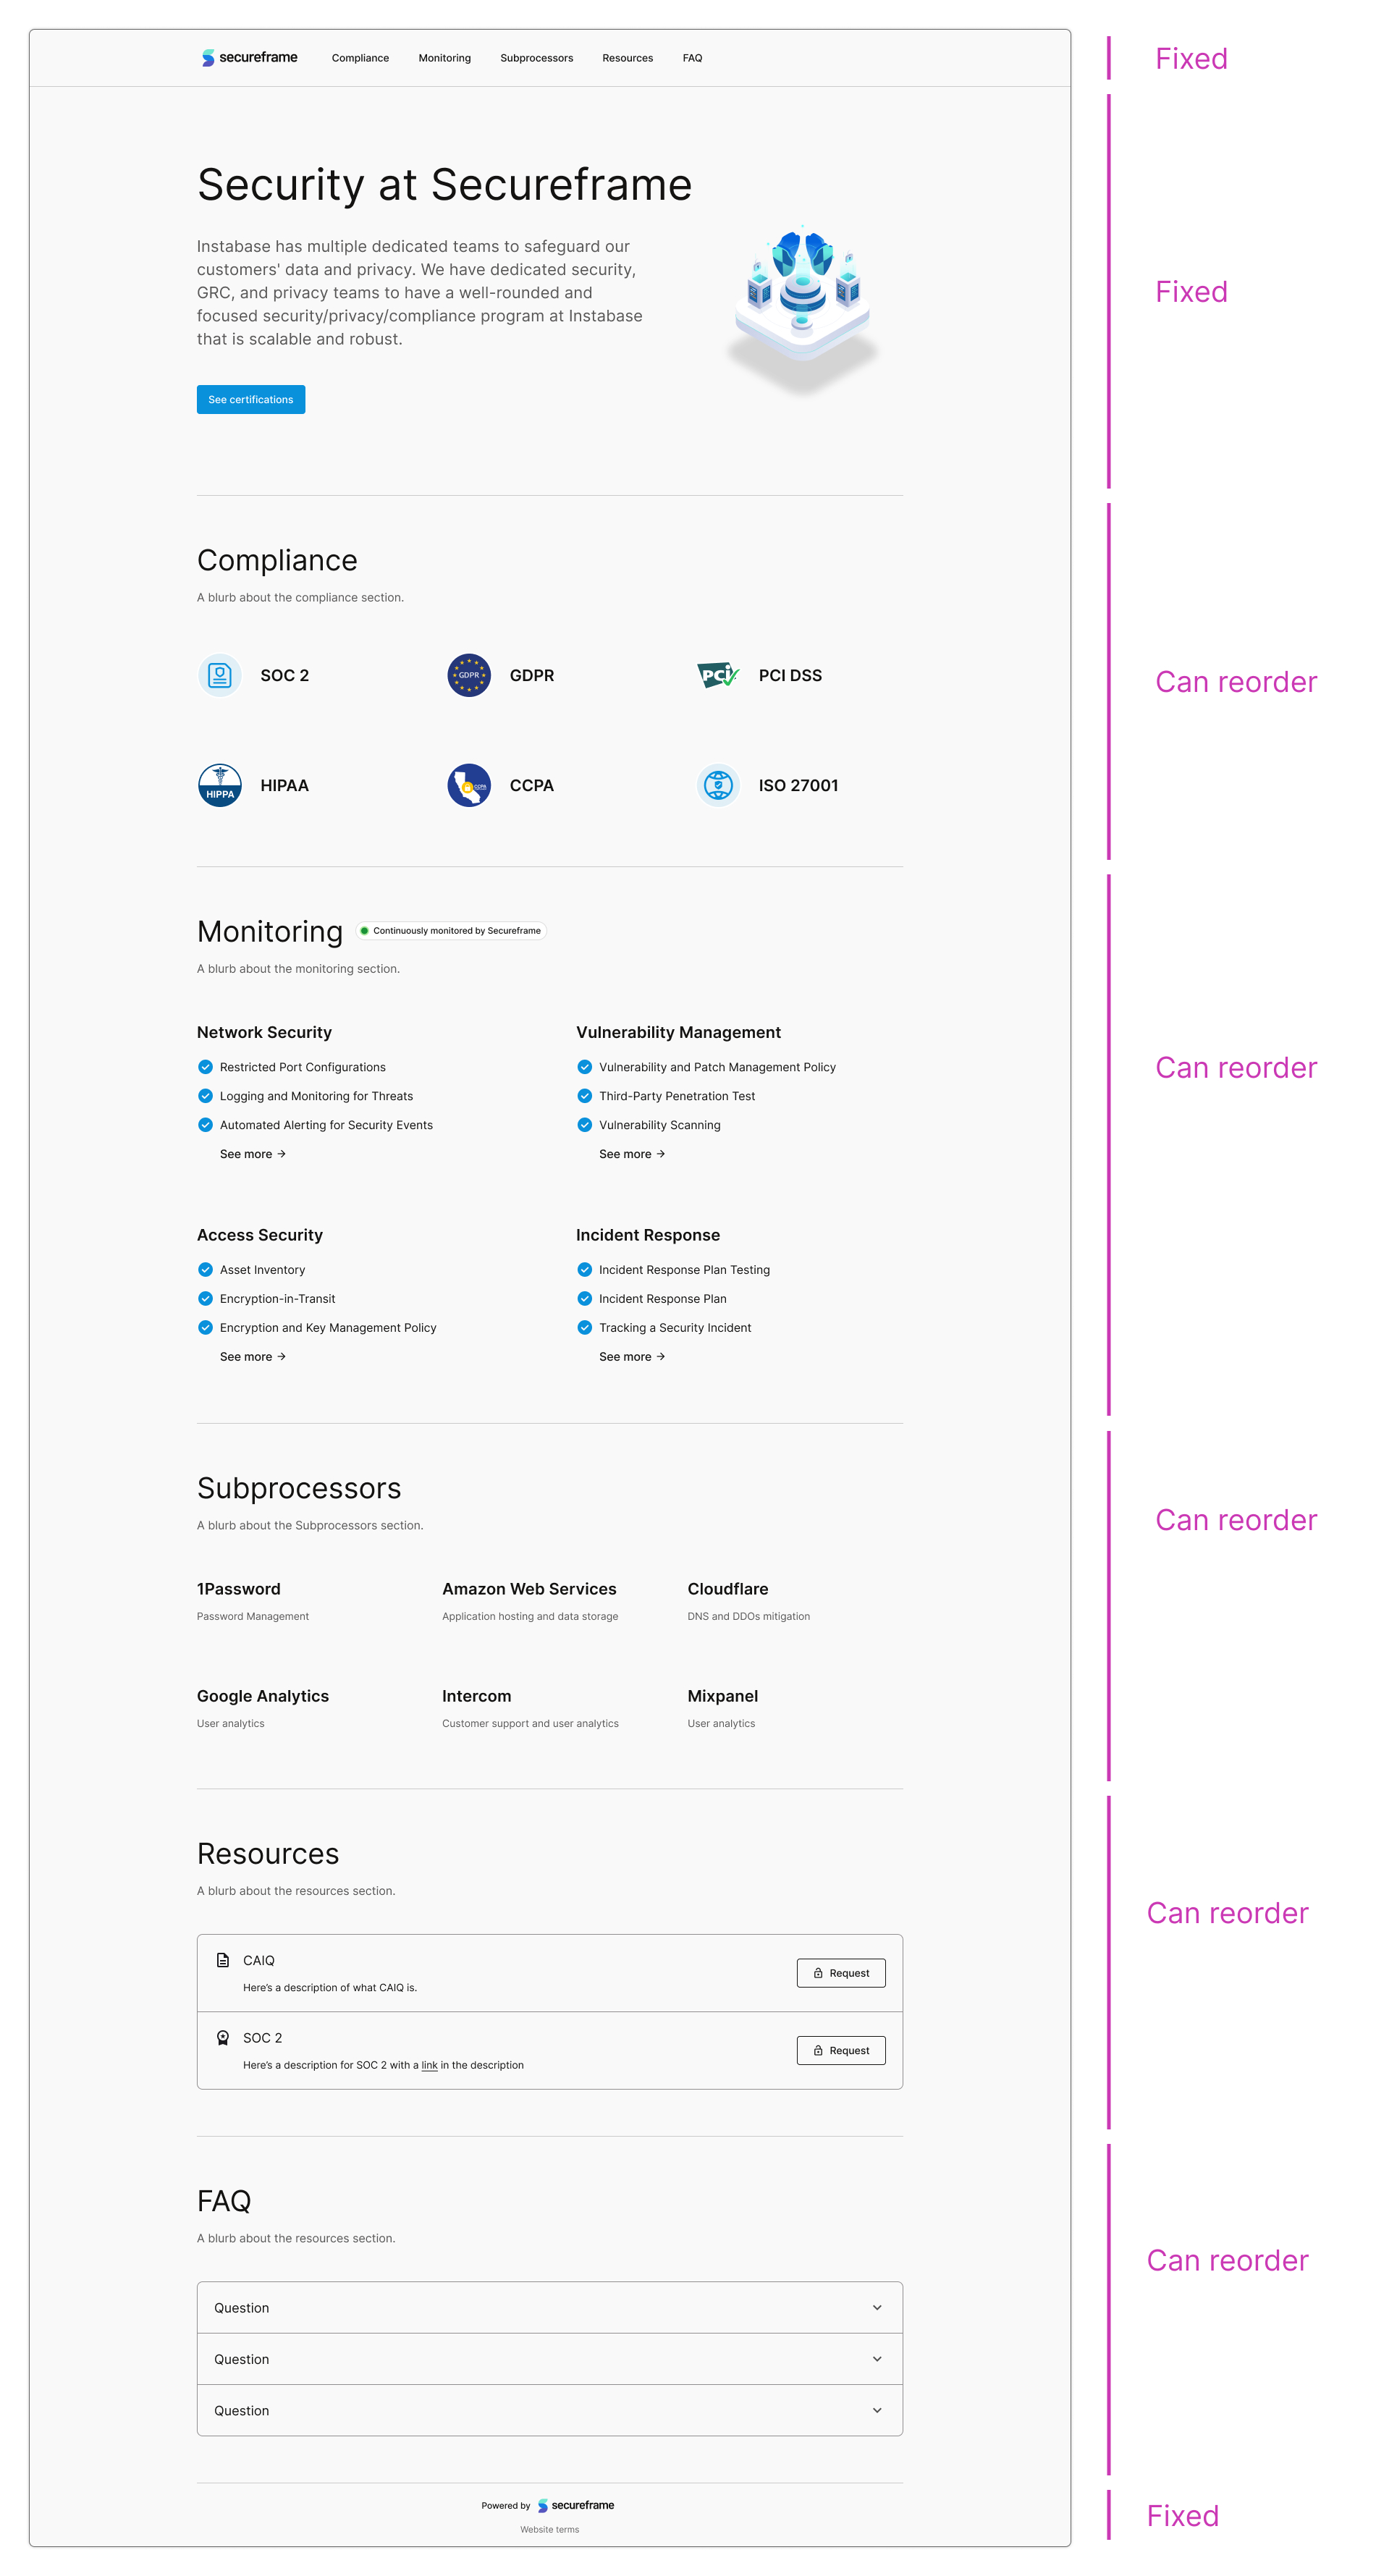 secureframe Compliance Monitoring Subprocessors Resources FAQ
Fixed
Security at Secureframe
Instabase has multiple dedicated teams to safeguard our
customers' data and privacy. We have dedicated security,
GRC, and privacy teams to have a well-rounded and
focused security/privacy/compliance program at Instabase
that is scalable and robust.
See certifications
Fixed
Compliance
A blurb about the compliance section.
SOC 2
GDPR
GDPR
PCI
PCI DSS
HIPPA
HIPAA
CCPA
CCPA
ISO 27001
Can reorder
Monitoring
Continuously monitored by Secureframe
A blurb about the monitoring section.
Network Security
Restricted Port Configurations
Logging and Monitoring for Threats
Automated Alerting for Security Events
See more →
Vulnerability Management
Vulnerability and Patch Management Policy
Third-Party Penetration Test
Vulnerability Scanning
See more →
Access Security
Asset Inventory
Encryption-in-Transit
Encryption and Key Management Policy
See more →
Incident Response
Incident Response Plan Testing
Incident Response Plan
Tracking a Security Incident
See more →
Can reorder
Subprocessors
A blurb about the Subprocessors section.
1Password
Password Management
Amazon Web Services
Application hosting and data storage
Cloudflare
DNS and DDOs mitigation
Google Analytics
User analytics
Intercom
Customer support and user analytics
Mixpanel
User analytics
Can reorder
Resources
A blurb about the resources section.
CAIQ
Here's a description of what CAIQ is.
Request
SOC 2
Here's a description for SOC 2 with a link in the description
Request
Can reorder
FAQ
A blurb about the resources section.
Question
Question
Question
Can reorder
Powered by secureframe
Website terms
Fixed